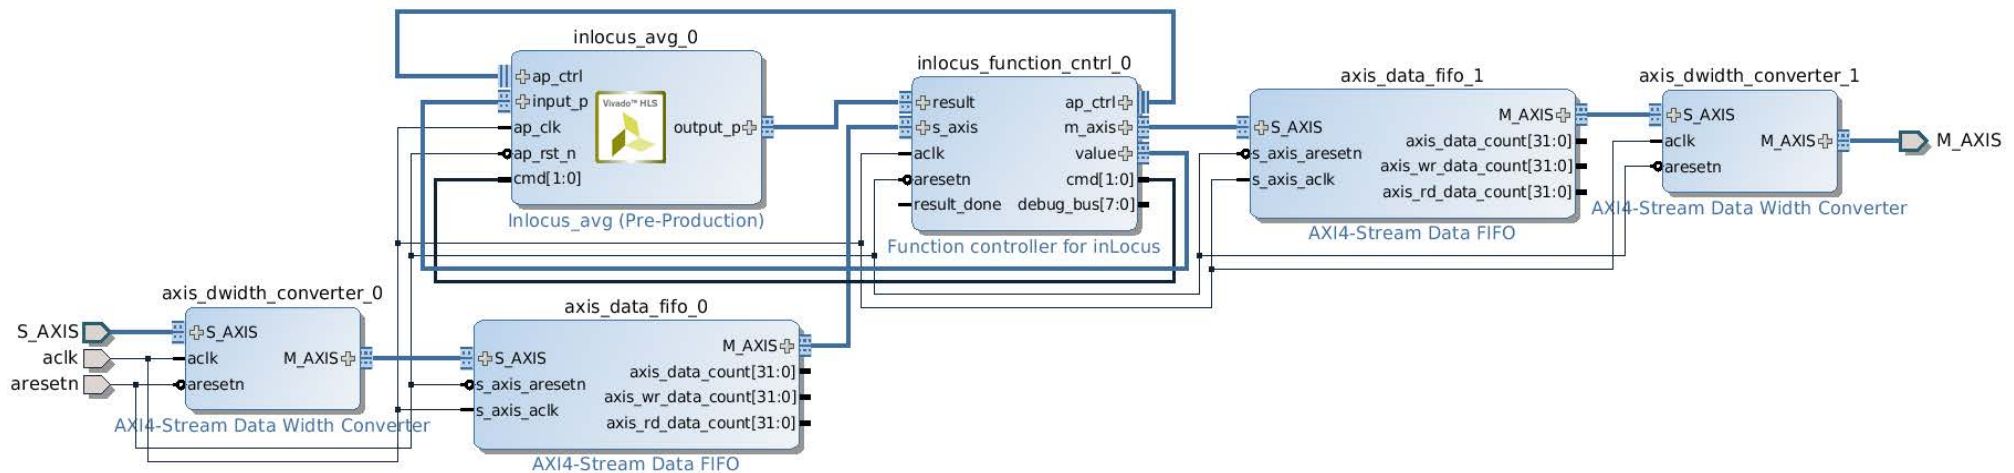 inlocus_avg_0
ap_ctrl
input_p
ap_clk
ap_rst_n
cmd[1:0]
Vivado™ HLS
output_p
Inlocus_avg (Pre-Production)
inlocus_function_cntrl_0
result
s_axis
aclk
aresetn
result_done
ap_ctrl
m_axis
value
cmd[1:0]
debug_bus[7:0]
Function controller for inLocus
axis_data_fifo_1
S_AXIS
s_axis_aresetn
s_axis_aclk
M_AXIS
axis_data_count[31:0]
axis_wr_data_count[31:0]
axis_rd_data_count[31:0]
AXI4-Stream Data FIFO
axis_dwidth_converter_1
S_AXIS
aclk
aresetn
M_AXIS
AXI4-Stream Data Width Converter
M_AXIS
S_AXIS
aclk
aresetn
axis_dwidth_converter_0
S_AXIS
aclk
aresetn
M_AXIS
AXI4-Stream Data Width Converter
axis_data_fifo_0
S_AXIS
s_axis_aresetn
s_axis_aclk
M_AXIS
axis_data_count[31:0]
axis_wr_data_count[31:0]
axis_rd_data_count[31:0]
AXI4-Stream Data FIFO